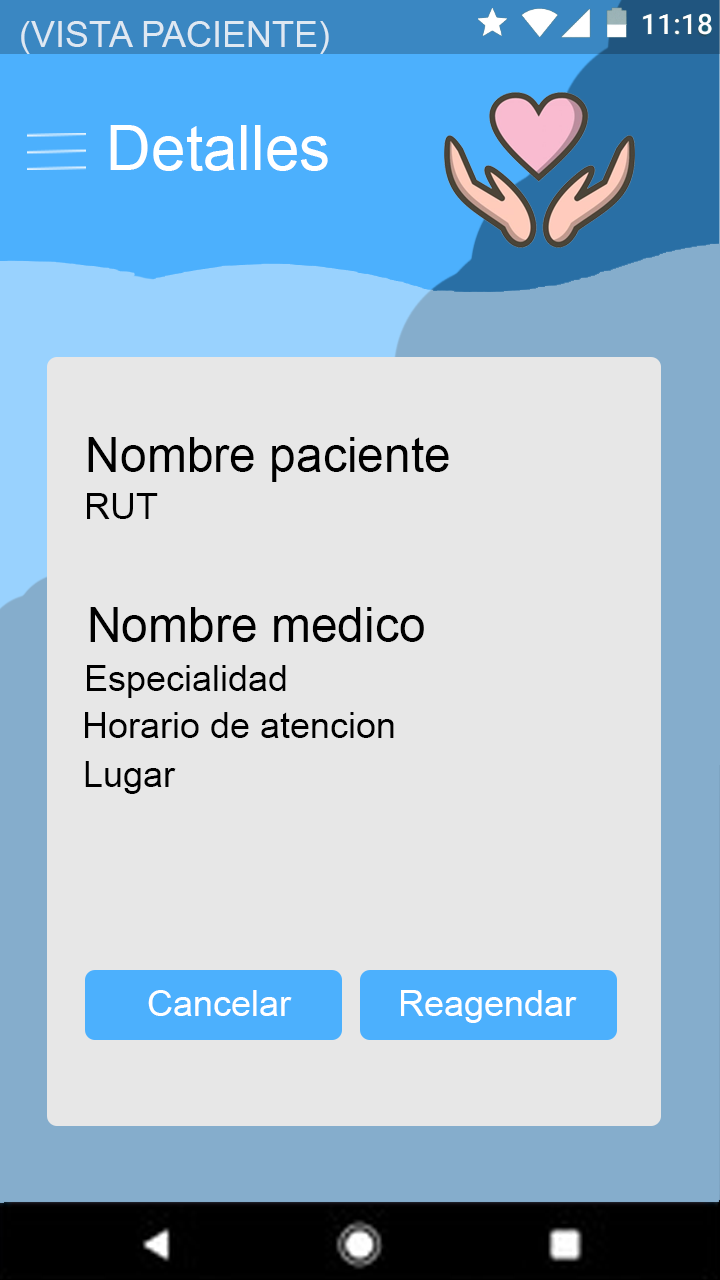 (VISTA PACIENTE)
11:18
Detalles
Nombre paciente
RUT
Nombre medico
Especialidad
Horario de atencion
Lugar
Cancelar
Reagendar